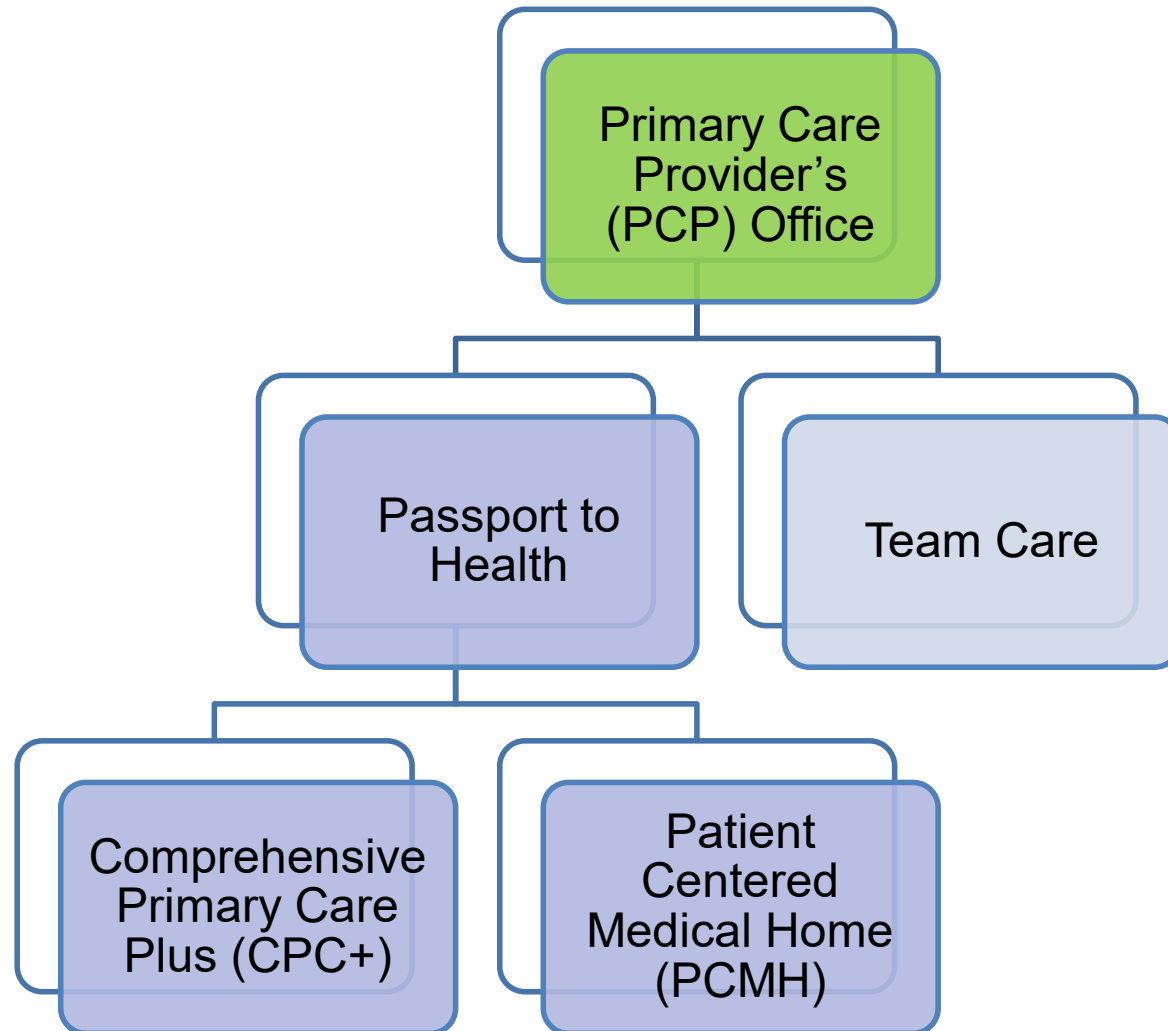 Primary Care
Provider’s
(PCP) Office
Passport to
Health
Team Care
Comprehensive
Primary Care
Plus (CPC+)
Patient
Centered
Medical Home
(PCMH)